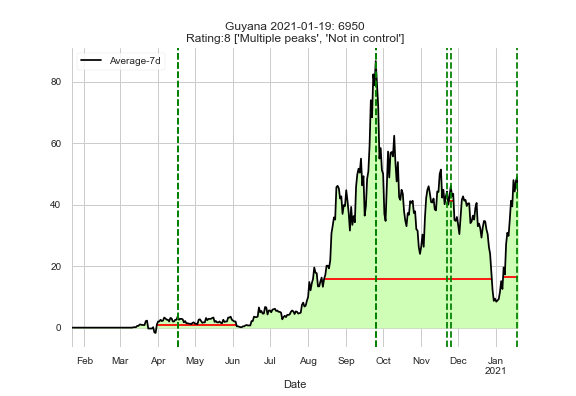 Guyana 2021-01-19: 6950
Rating:8 ['Multiple peaks', 'Not in control']
Average-7d
80
60
40
20
0
Feb Mar Apr May Jun Jul Aug Sep Oct Nov Dec Jan
2021
Date